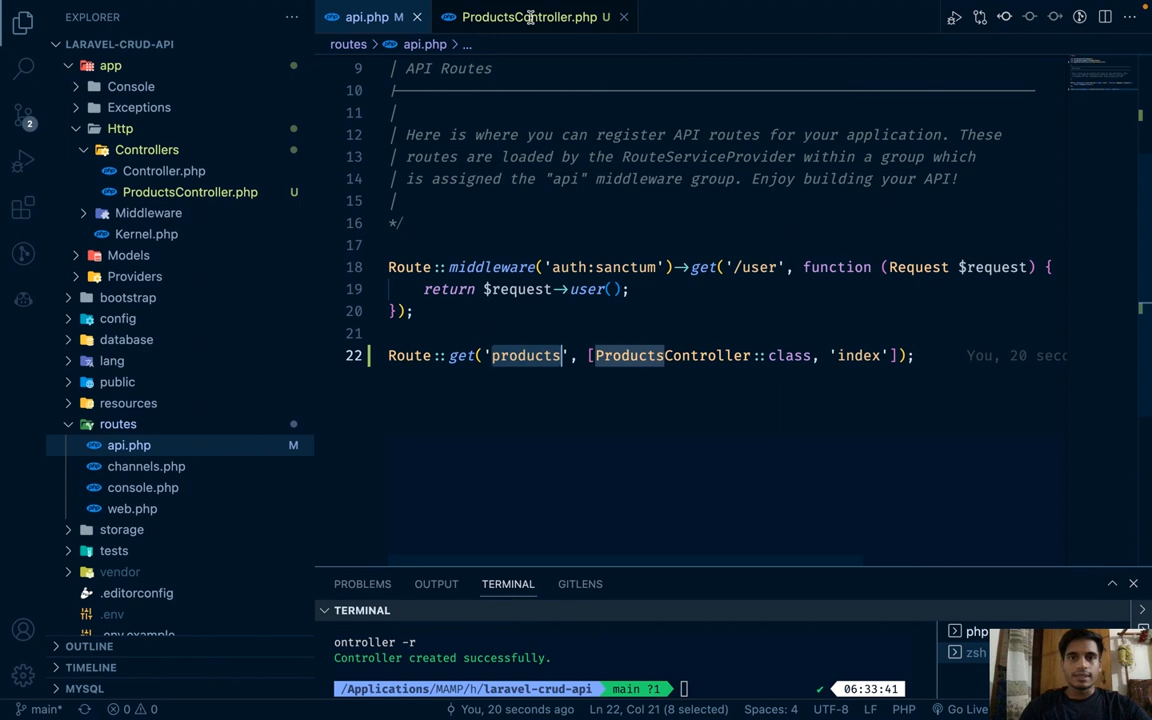 EXPLORER
LARAVEL-CRUD-API
app
Console
Exceptions
Http
Controllers
Controller.php
ProductsController.php U
Middleware
Kernel.php
Models
Providers
bootstrap
config
database
lang
public
resources
routes
api.php M
channels.php
console.php
web.php
storage
tests
vendor
.editorconfig
.env
.env.example
OUTLINE
TIMELINE
MYSQL
2
api.php M
ProductsController.php U
routes > api.php > ...
9 | API Routes
10 |
11 |
12 | Here is where you can register API routes for your application. These
13 | routes are loaded by the RouteServiceProvider within a group which
14 | is assigned the "api" middleware group. Enjoy building your API!
15 |
16 */
17
18 Route::middleware('auth:sanctum')->get('/user', function (Request $request) {
19 return $request->user();
20 });
21
22 Route::get('products', [ProductsController::class, 'index']); You, 20 seco
PROBLEMS OUTPUT TERMINAL GITLENS
TERMINAL
ontroller -r
Controller created successfully.
/Applications/MAMP/h/laravel-crud-api main ?1 ✔ 06:33:41
php
zsh
main* 0 0 You, 20 seconds ago Ln 22, Col 21 (8 selected) Spaces: 4 UTF-8 LF PHP Go Live